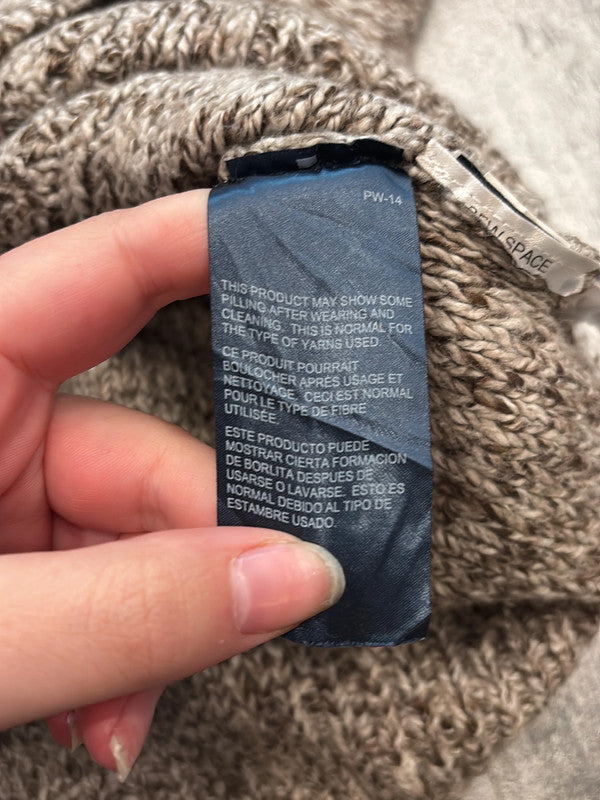 PW-14
THIS PRODUCT MAY SHOW SOME
PILLING AFTER WEARING AND
CLEANING. THIS IS NORMAL FOR
THE TYPE OF YARNS USED.
CE PRODUIT POURRAIT
BOULOCHER APRÈS USAGE ET
NETTOYAGE. CECI EST NORMAL
POUR LE TYPE DE FIBRE
UTILISÉE
ESTE PRODUCTO PUEDE
MOSTRAR CIERTA FORMACION
DE BORLITA DESPUES DE
USARSE O LAVARSE. ESTO ES
NORMAL DEBIDO AL TIPO DE
ESTAMBRE USADO.
SPACE